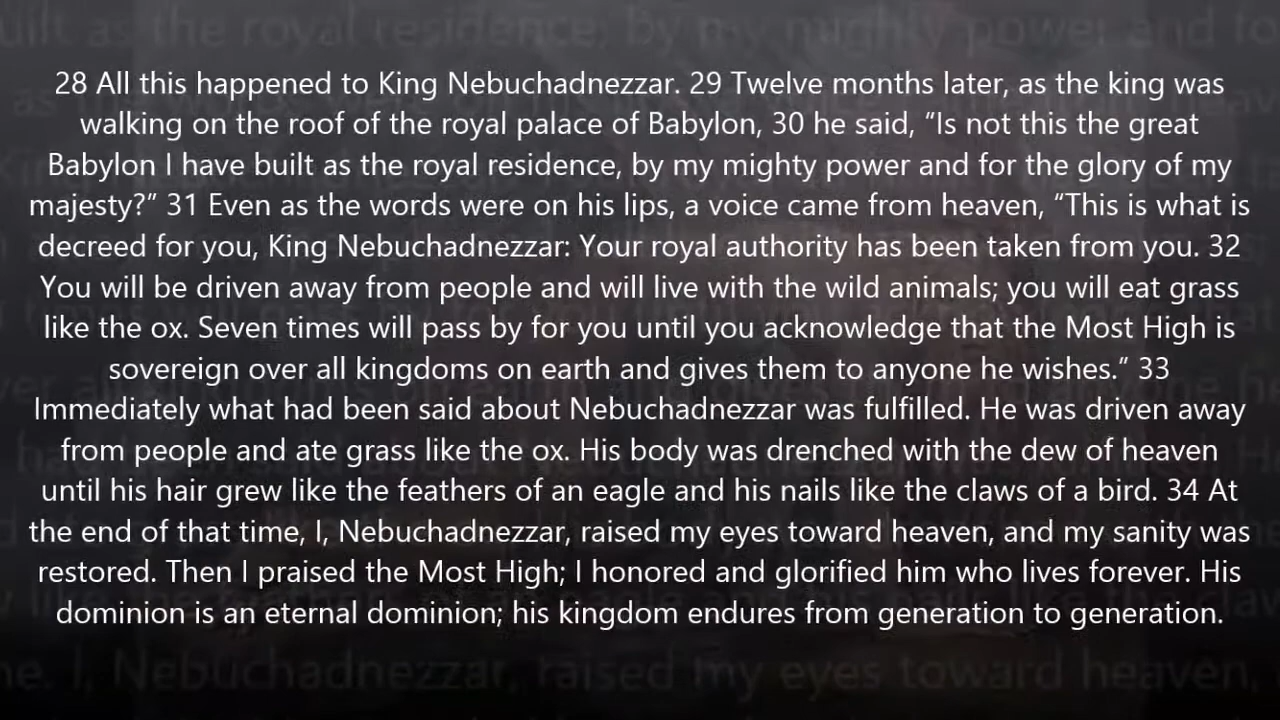 28 All this happened to King Nebuchadnezzar. 29 Twelve months later, as the king was
walking on the roof of the royal palace of Babylon, 30 he said, “Is not this the great
Babylon I have built as the royal residence, by my mighty power and for the glory of my
majesty?” 31 Even as the words were on his lips, a voice came from heaven, “This is what is
decreed for you, King Nebuchadnezzar: Your royal authority has been taken from you. 32
You will be driven away from people and will live with the wild animals; you will eat grass
like the ox. Seven times will pass by for you until you acknowledge that the Most High is
sovereign over all kingdoms on earth and gives them to anyone he wishes.” 33
Immediately what had been said about Nebuchadnezzar was fulfilled. He was driven away
from people and ate grass like the ox. His body was drenched with the dew of heaven
until his hair grew like the feathers of an eagle and his nails like the claws of a bird. 34 At
the end of that time, I, Nebuchadnezzar, raised my eyes toward heaven, and my sanity was
restored. Then I praised the Most High; I honored and glorified him who lives forever. His
dominion is an eternal dominion; his kingdom endures from generation to generation.